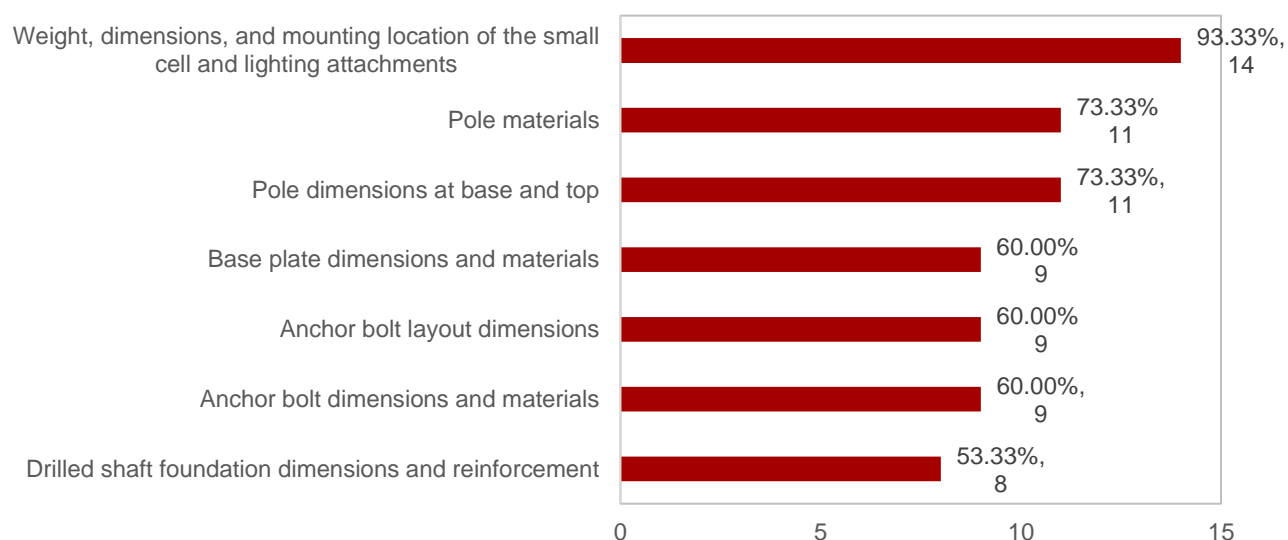 Weight, dimensions, and mounting location of the small
cell and lighting attachments
93.33%,
14
Pole materials
73.33%
11
Pole dimensions at base and top
73.33%,
11
Base plate dimensions and materials
60.00%
9
Anchor bolt layout dimensions
60.00%
9
Anchor bolt dimensions and materials
60.00%,
9
Drilled shaft foundation dimensions and reinforcement
53.33%,
8
0 5 10 15